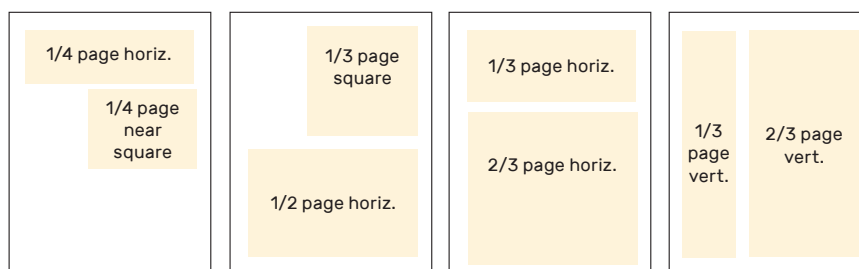 1/4 page horiz.
1/4 page
near
square
1/3 page
square
1/2 page horiz.
1/3 page horiz.
2/3 page horiz.
1/3
page
vert.
2/3 page
vert.